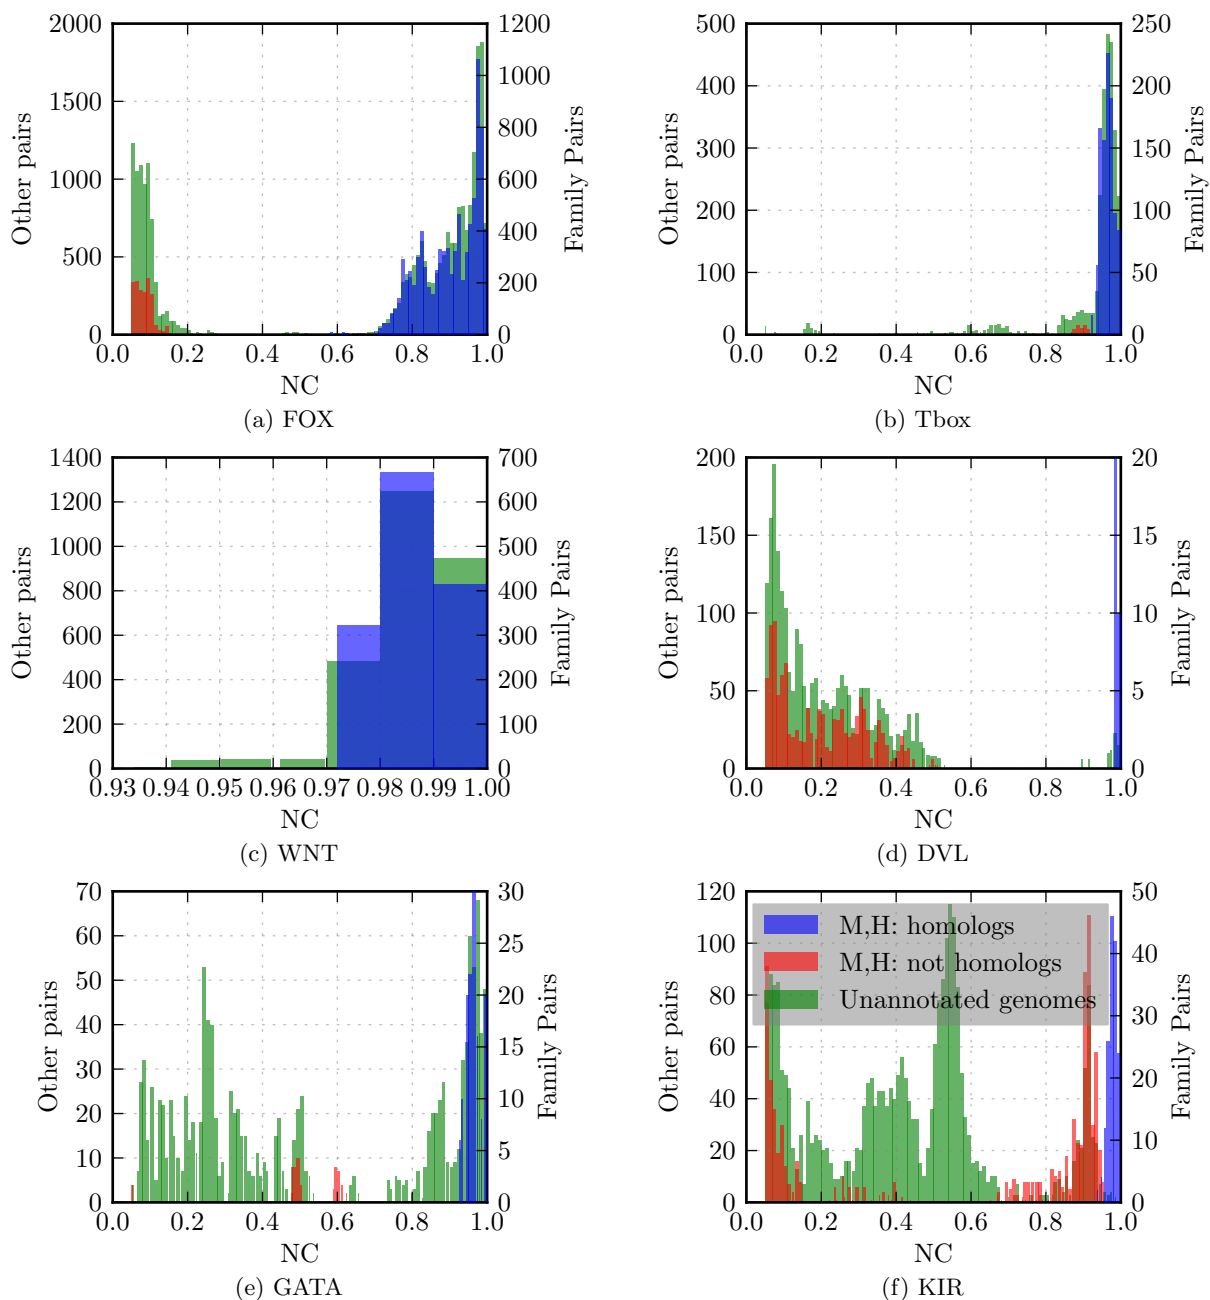 2000
1500
1000
500
0
Other pairs
1200
1000
800
600
400
200
0
Family Pairs
0.0 0.2 0.4 0.6 0.8 1.0
NC
(a) FOX
500
400
300
200
100
0
Other pairs
250
200
150
100
50
0
Family Pairs
0.0 0.2 0.4 0.6 0.8 1.0
NC
(b) Tbox
1400
1200
1000
800
600
400
200
0
Other pairs
700
600
500
400
300
200
100
0
Family Pairs
0.93 0.94 0.95 0.96 0.97 0.98 0.99 1.00
NC
(c) WNT
200
150
100
50
0
Other pairs
20
15
10
5
0
Family Pairs
0.0 0.2 0.4 0.6 0.8 1.0
NC
(d) DVL
70
60
50
40
30
20
10
0
Other pairs
30
25
20
15
10
5
0
Family Pairs
0.0 0.2 0.4 0.6 0.8 1.0
NC
(e) GATA
120
100
80
60
40
20
0
Other pairs
50
40
30
20
10
0
Family Pairs
M,H: homologs
M,H: not homologs
Unannotated genomes
0.0 0.2 0.4 0.6 0.8 1.0
NC
(f) KIR